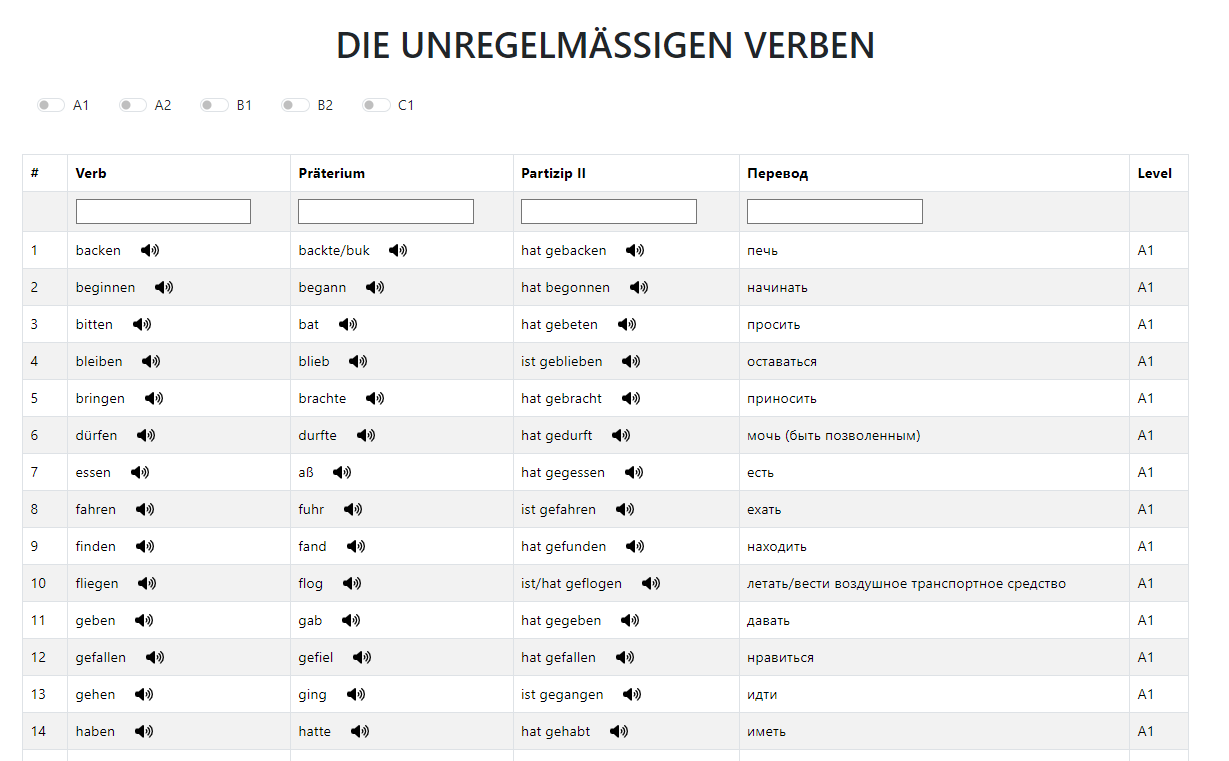 DIE UNREGELMÄSSIGEN VERBEN
A1 A2 B1 B2 C1
# Verb Präterium Partizip II Перевод Level
1 backen backte/buk hat gebacken печь A1
2 beginnen begann hat begonnen начинать A1
3 bitten bat hat gebeten просить A1
4 bleiben blieb ist geblieben оставаться A1
5 bringen brachte hat gebracht приносить A1
6 dürfen durfte hat gedurft мочь (быть позволенным) A1
7 essen aß hat gegessen есть A1
8 fahren fuhr ist gefahren ехать A1
9 finden fand hat gefunden находить A1
10 fliegen flog ist/hat geflogen летать/вести воздушное транспортное средство A1
11 geben gab hat gegeben давать A1
12 gefallen gefiel hat gefallen нравиться A1
13 gehen ging ist gegangen идти A1
14 haben hatte hat gehabt иметь A1